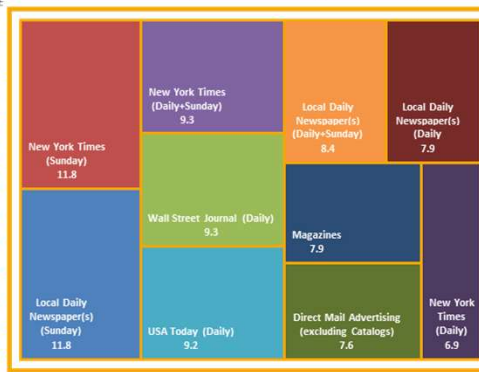 New York Times
(Sunday)
11.8
Local Daily
Newspaper(s)
(Sunday)
11.8
New York Times
(Daily+Sunday)
9.3
Wall Street Journal (Daily)
9.3
USA Today (Daily)
9.2
Local Daily
Newspaper(s)
(Daily+Sunday)
8.4
Local Daily
Newspaper(s)
(Daily
7.9
Magazines
7.9
Direct Mail Advertising
(excluding Catalogs)
7.6
New York
Times
(Daily)
6.9